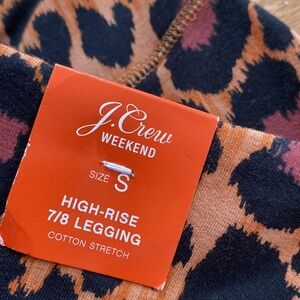 J.Crew
WEEKEND
SIZE S
HIGH-RISE
7/8 LEGGING
COTTON STRETCH